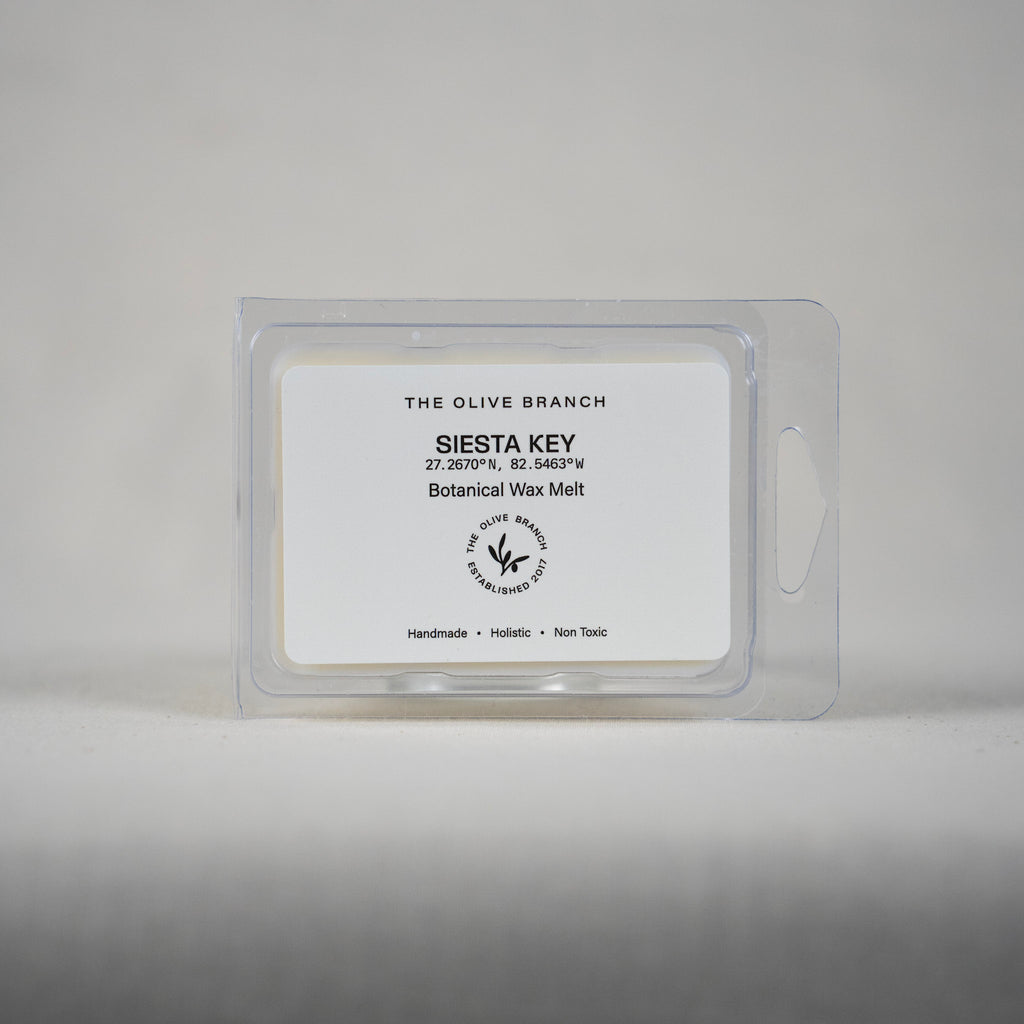 THE OLIVE BRANCH
SIESTA KEY
27.2670°N, 82.5463°W
Botanical Wax Melt
THE OLIVE BRANCH
ESTABLISHED 2017
Handmade • Holistic • Non Toxic